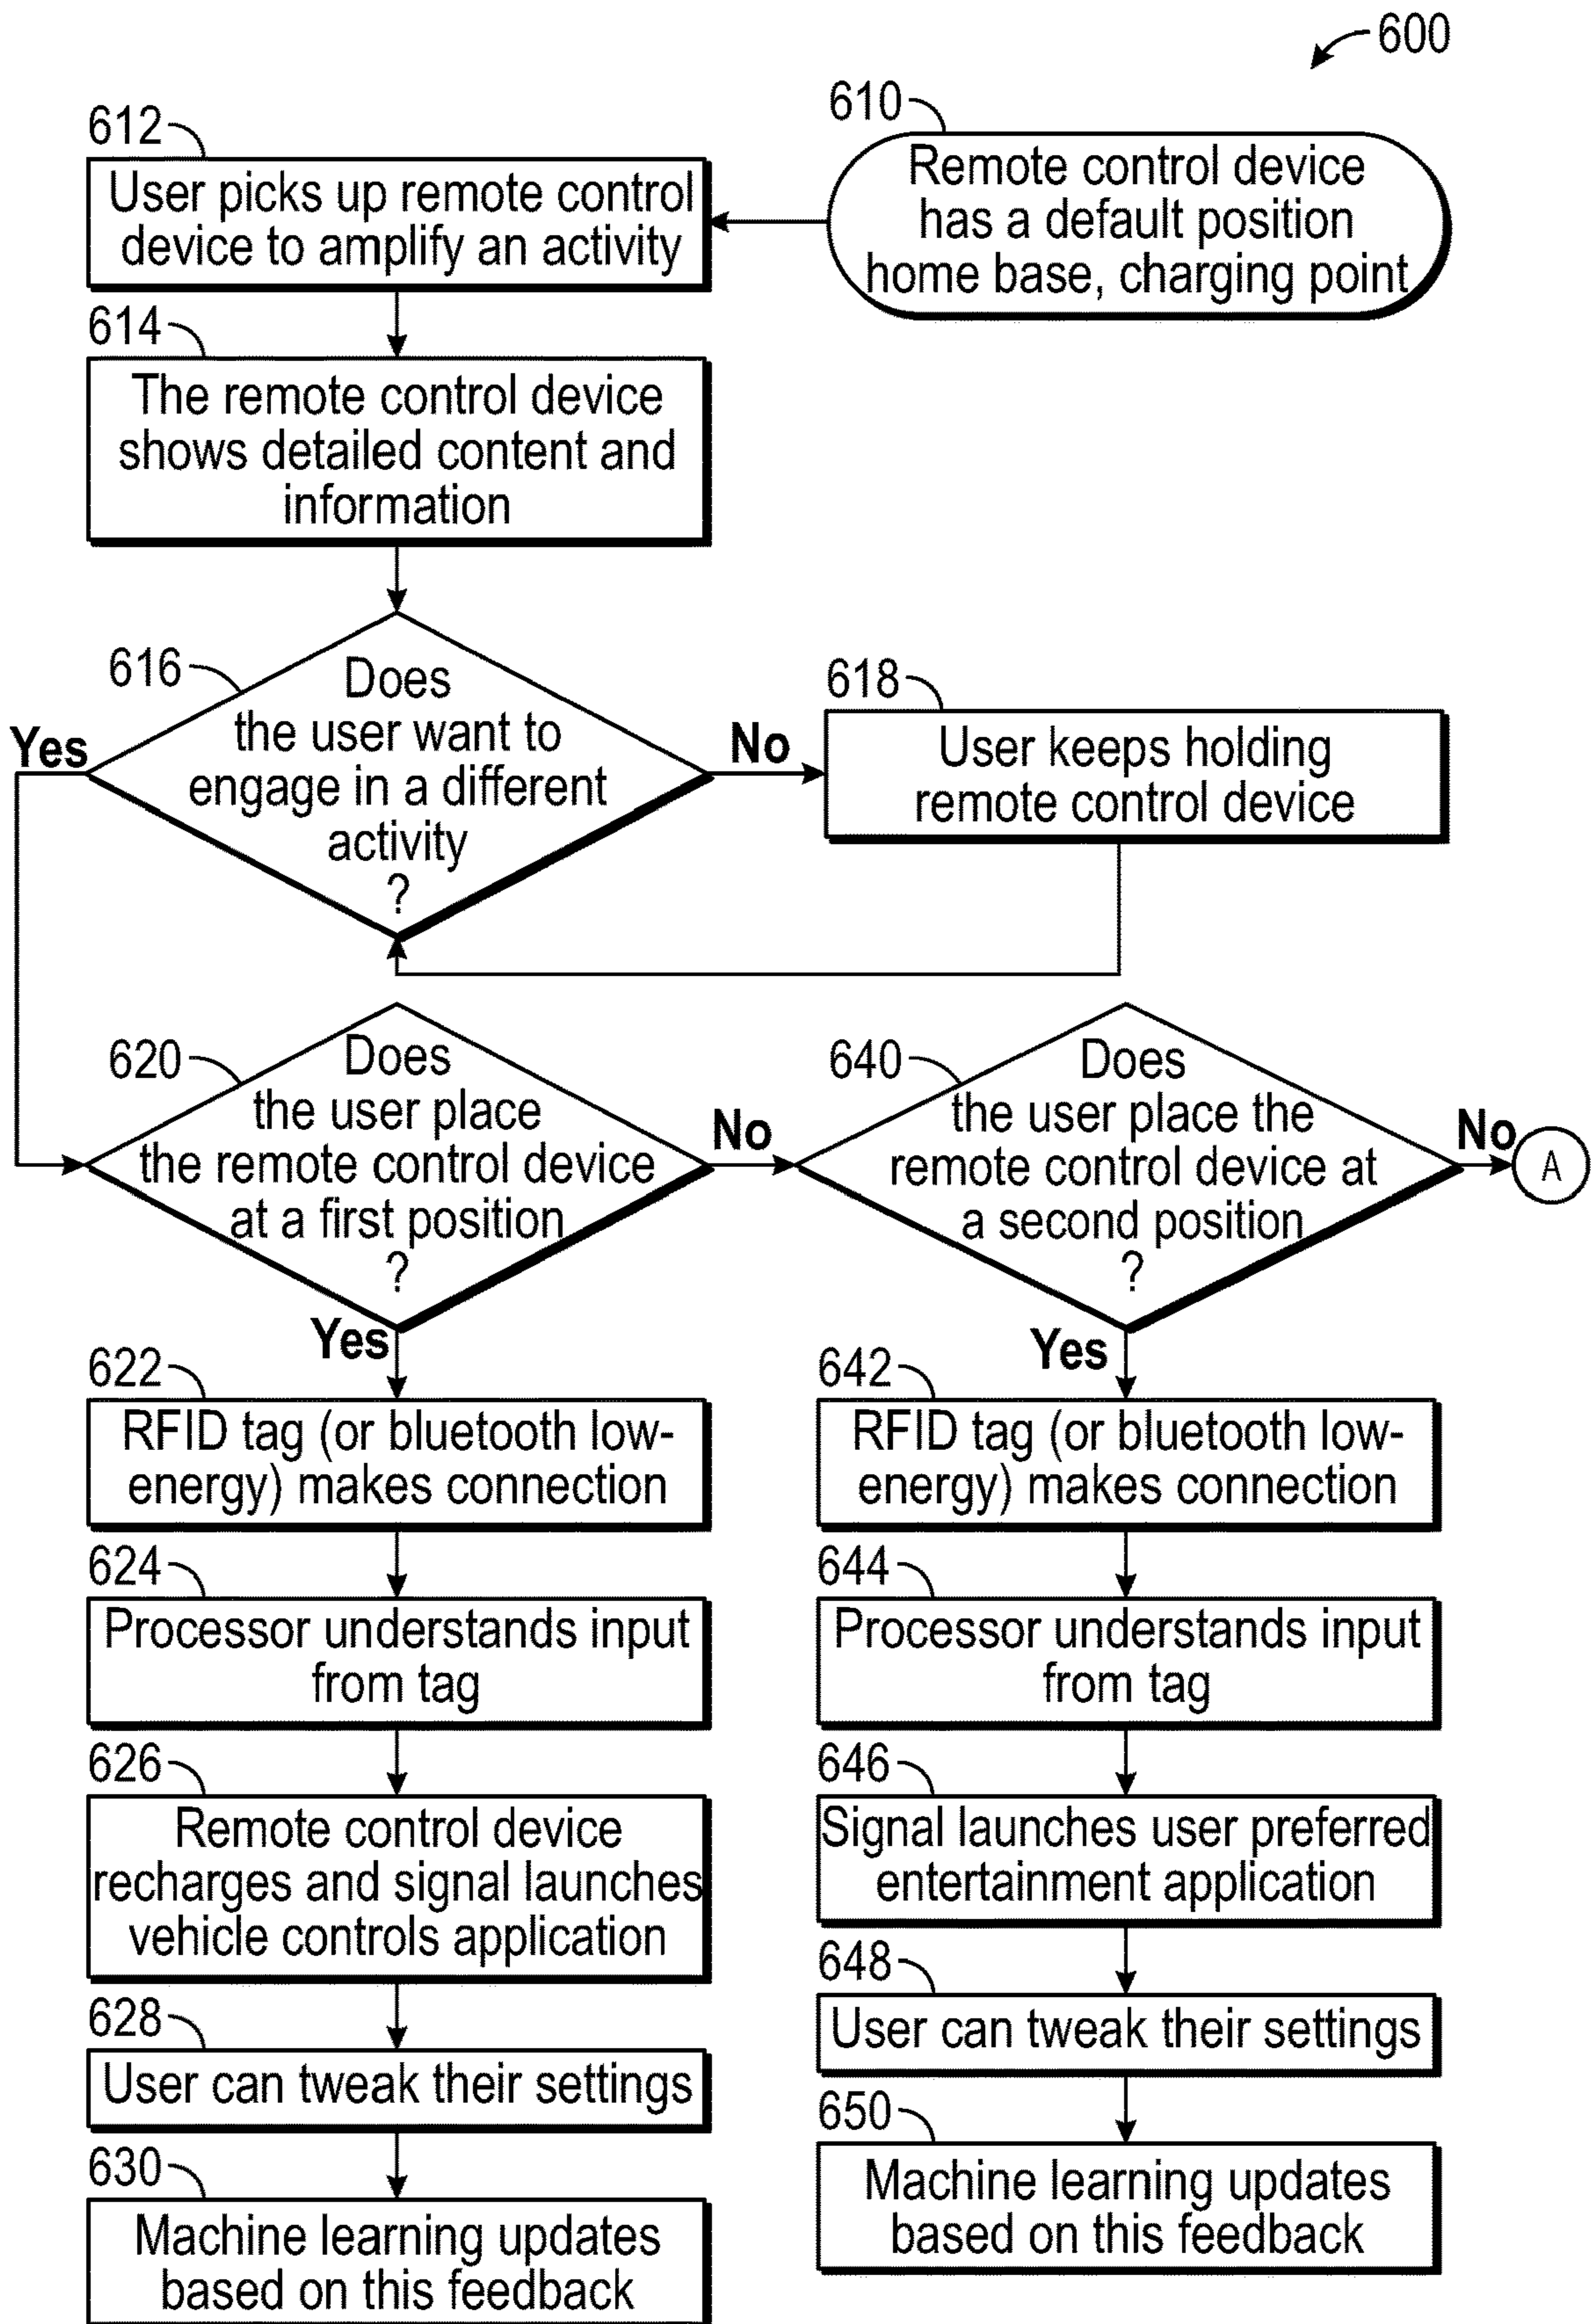 600
610
Remote control device
has a default position
home base, charging point
612
User picks up remote control
device to amplify an activity
614
The remote control device
shows detailed content and
information
616
Does
the user want to
engage in a different
activity
?
Yes
No
618
User keeps holding
remote control device
620
Does
the user place
the remote control device
at a first position
?
No
Yes
640
Does
the user place the
remote control device at
a second position
?
No
A
Yes
622
RFID tag (or bluetooth low-
energy) makes connection
624
Processor understands input
from tag
626
Remote control device
recharges and signal launches
vehicle controls application
628
User can tweak their settings
630
Machine learning updates
based on this feedback
642
RFID tag (or bluetooth low-
energy) makes connection
644
Processor understands input
from tag
646
Signal launches user preferred
entertainment application
648
User can tweak their settings
650
Machine learning updates
based on this feedback